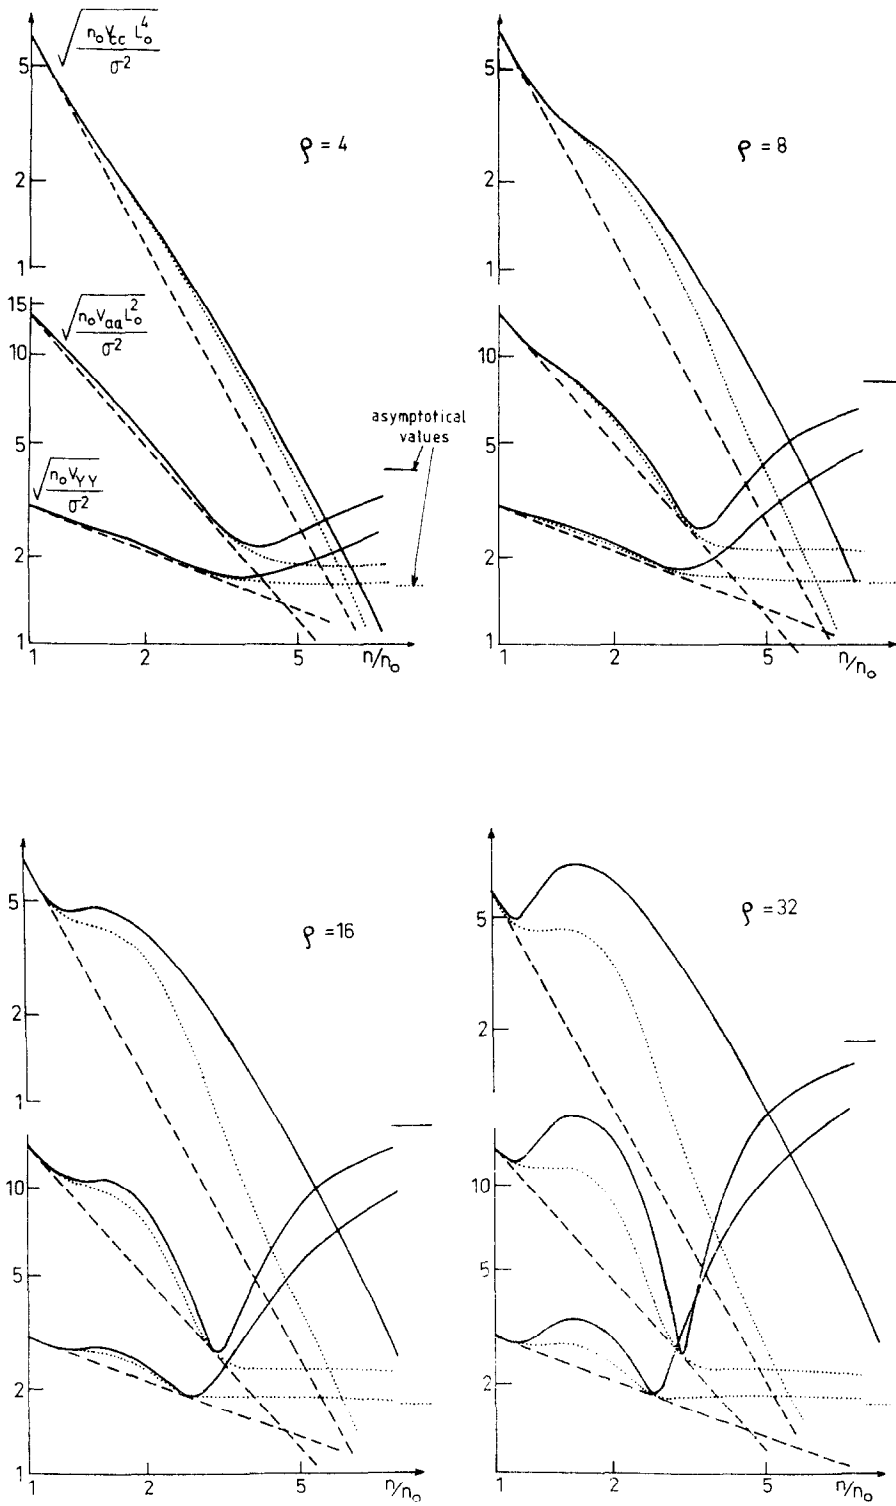 √(n₀V_cc L₀⁴ / σ²)
5
ρ = 4
2
1
15
√(n₀V_aa L₀² / σ²)
10
asymptotical
values
5
√(n₀V_YY / σ²)
2
1
1 2 5 n/n₀
5
ρ = 8
2
1
10
5
2
1
1 2 5 n/n₀
5
ρ = 16
2
1
10
5
2
1
1 2 5 n/n₀
5
ρ = 32
2
10
5
2
1
1 2 5 n/n₀